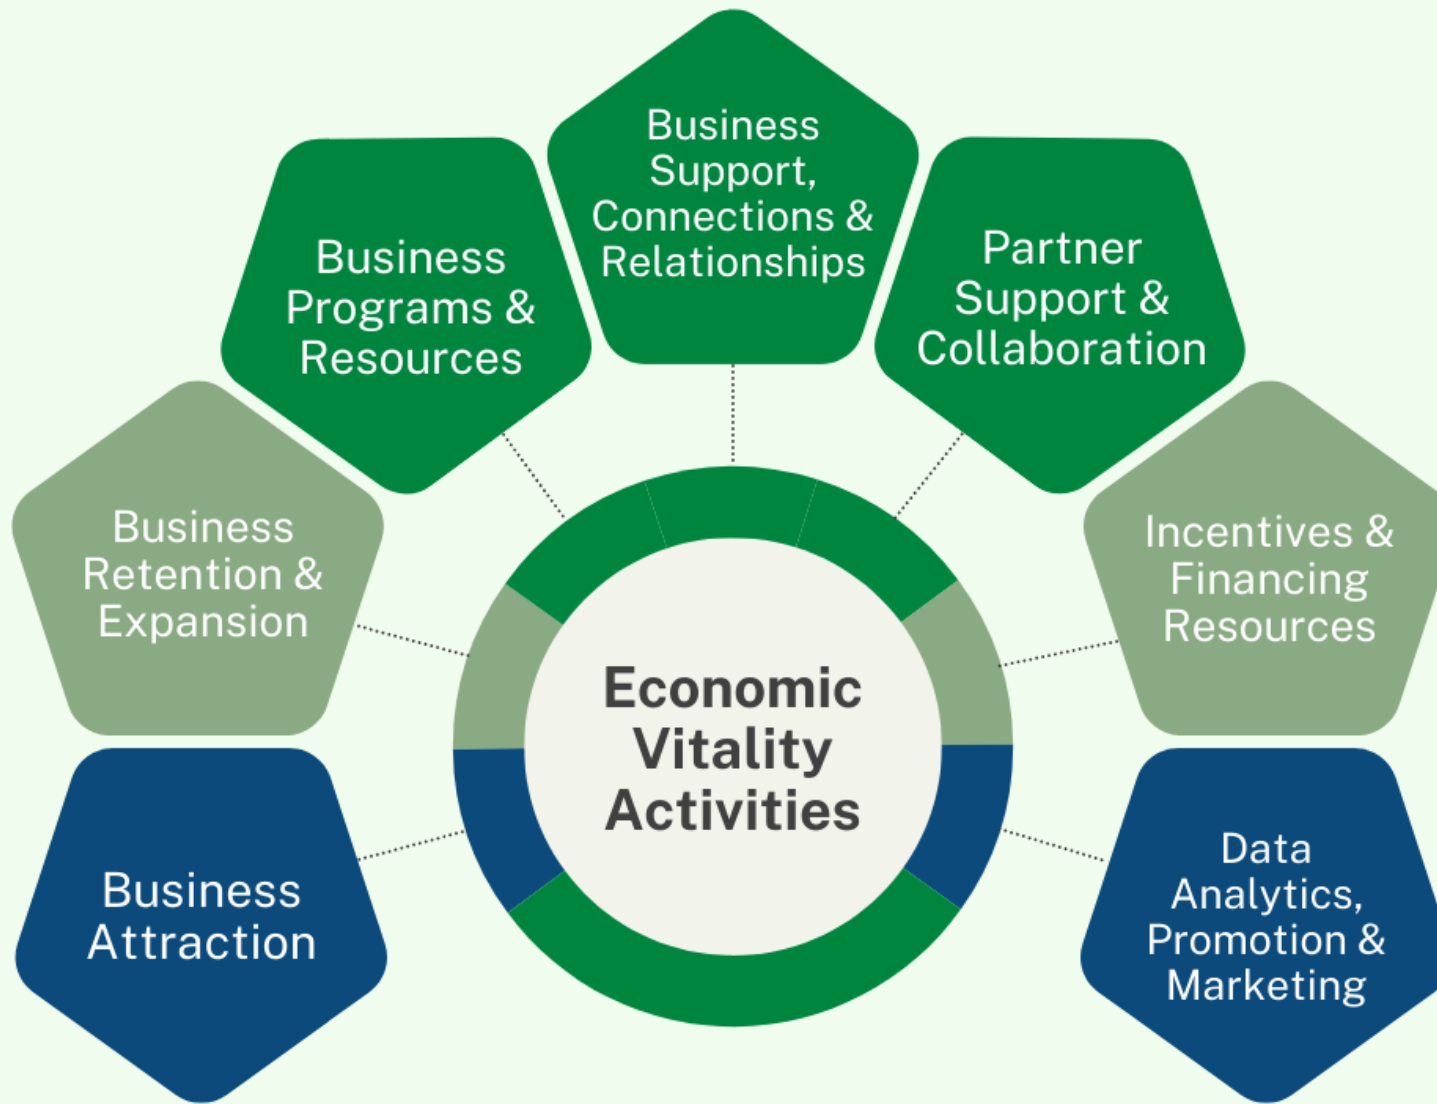 Business
Support,
Connections &
Relationships
Business
Programs &
Resources
Partner
Support &
Collaboration
Business
Retention &
Expansion
Incentives &
Financing
Resources
Economic
Vitality
Activities
Business
Attraction
Data
Analytics,
Promotion &
Marketing